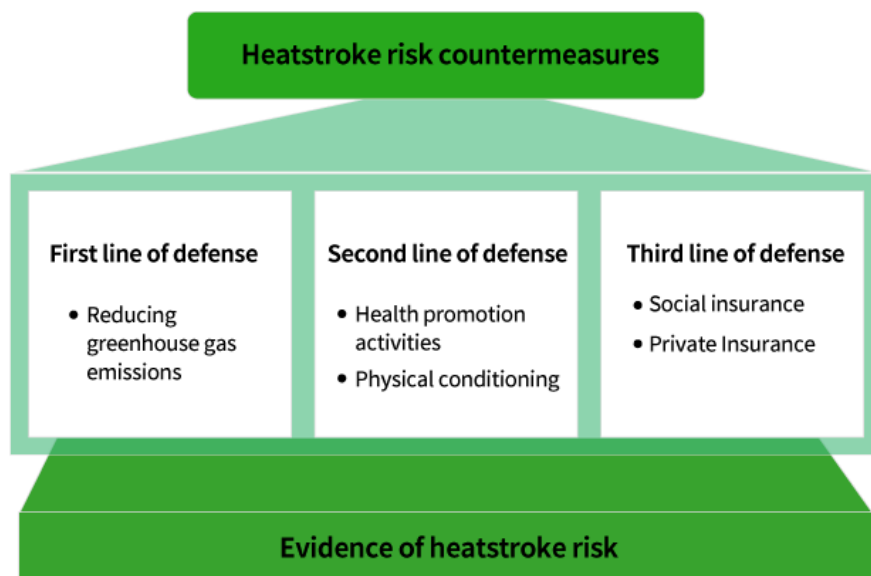 Heatstroke risk countermeasures
First line of defense
• Reducing
greenhouse gas
emissions
Second line of defense
• Health promotion
activities
• Physical conditioning
Third line of defense
• Social insurance
• Private Insurance
Evidence of heatstroke risk